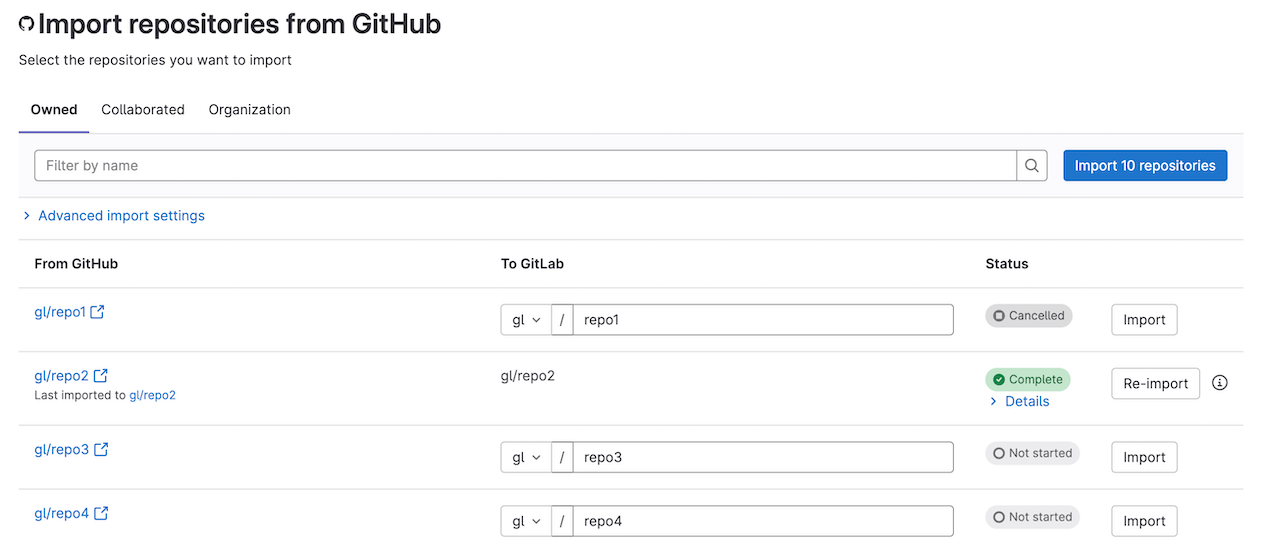 Import repositories from GitHub
Select the repositories you want to import
Owned Collaborated Organization
Filter by name Import 10 repositories
Advanced import settings
From GitHub To GitLab Status
gl/repo1 gl / repo1 Cancelled Import
gl/repo2 gl/repo2 Complete Re-import
Last imported to gl/repo2 Details
gl/repo3 gl / repo3 Not started Import
gl/repo4 gl / repo4 Not started Import